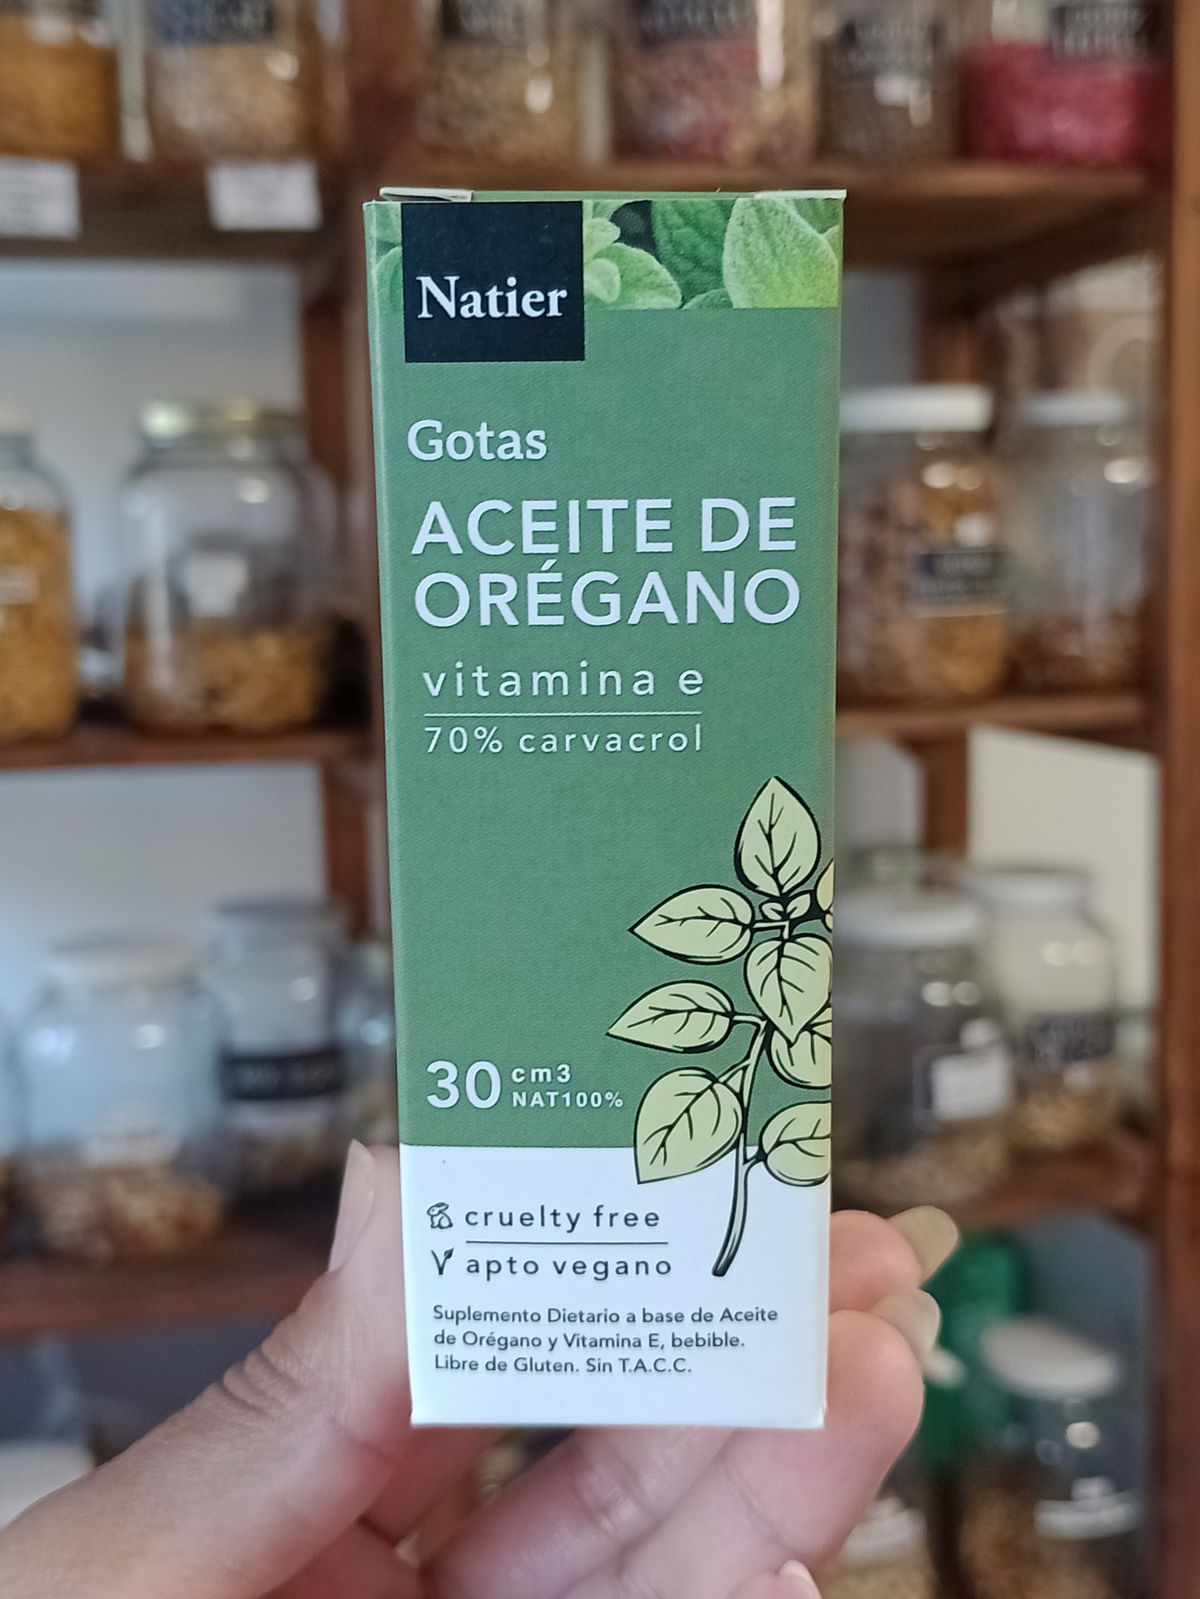 Natier
Gotas
ACEITE DE
ORÉGANO
vitamina e
70% carvacrol
30 cm3
NAT100%
cruelty free
apto vegano
Suplemento Dietario a base de Aceite
de Orégano y Vitamina E, bebible.
Libre de Gluten. Sin T.A.C.C.